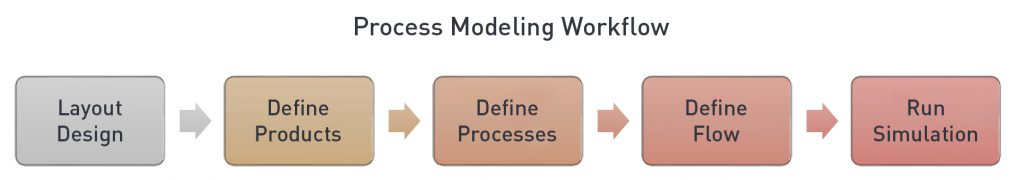 Process Modeling Workflow
Layout
Design
Define
Products
Define
Processes
Define
Flow
Run
Simulation